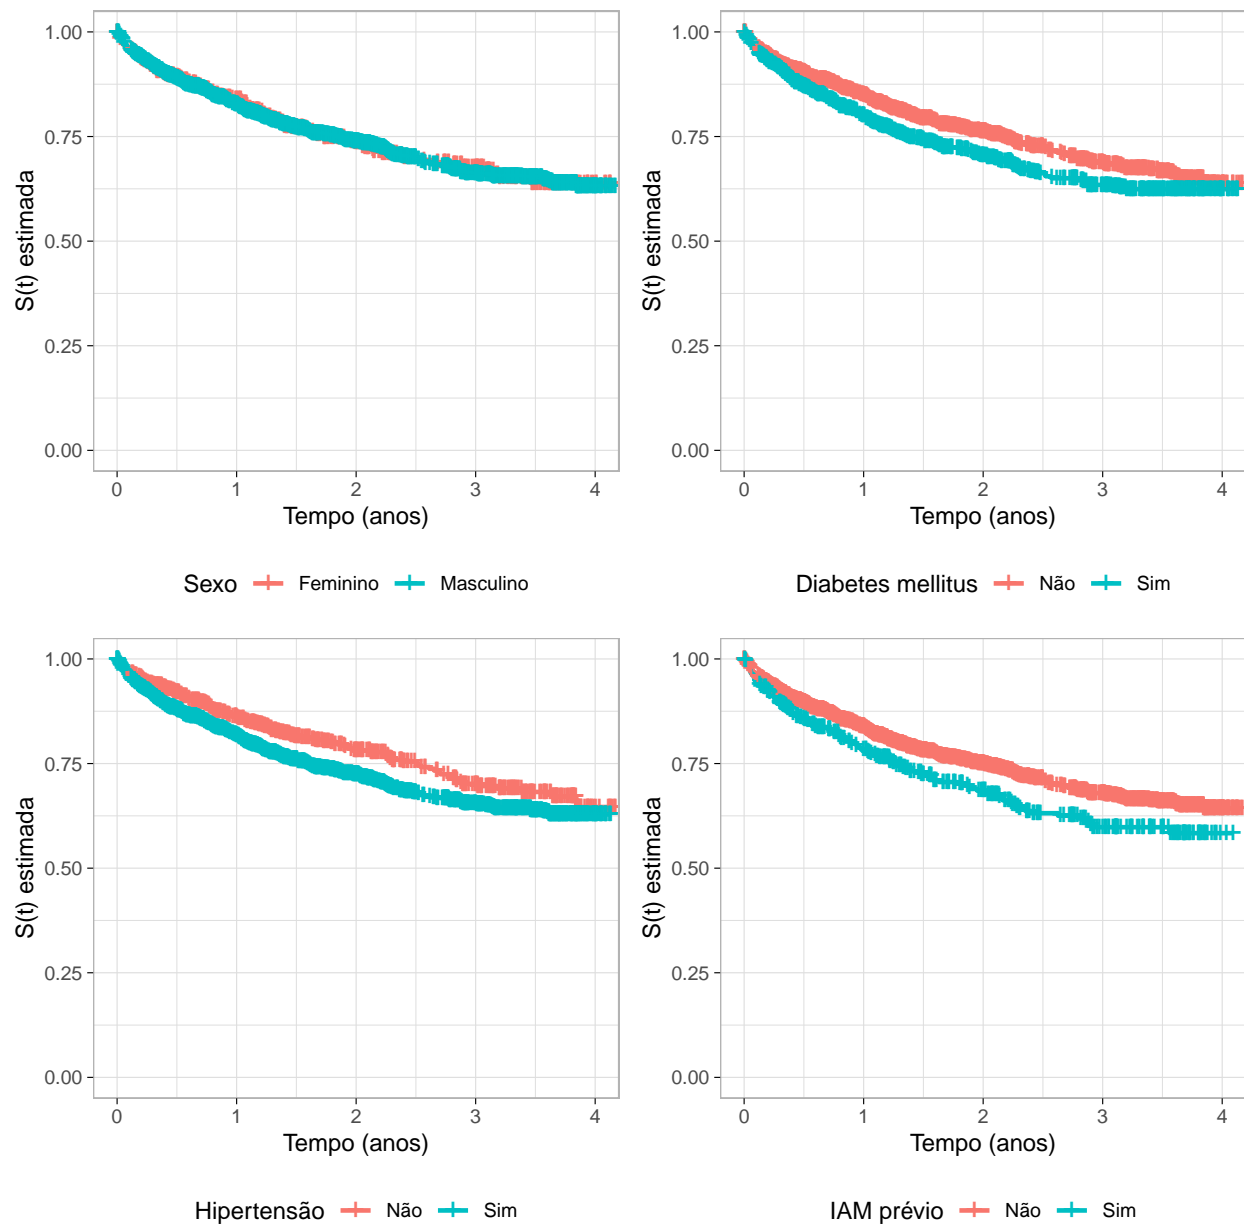 1.00
0.75
0.50
0.25
0.00
S(t) estimada
0 1 2 3 4
Tempo (anos)
Sexo Feminino Masculino
1.00
0.75
0.50
0.25
0.00
S(t) estimada
0 1 2 3 4
Tempo (anos)
Diabetes mellitus Não Sim
1.00
0.75
0.50
0.25
0.00
S(t) estimada
0 1 2 3 4
Tempo (anos)
Hipertensão Não Sim
1.00
0.75
0.50
0.25
0.00
S(t) estimada
0 1 2 3 4
Tempo (anos)
IAM prévio Não Sim